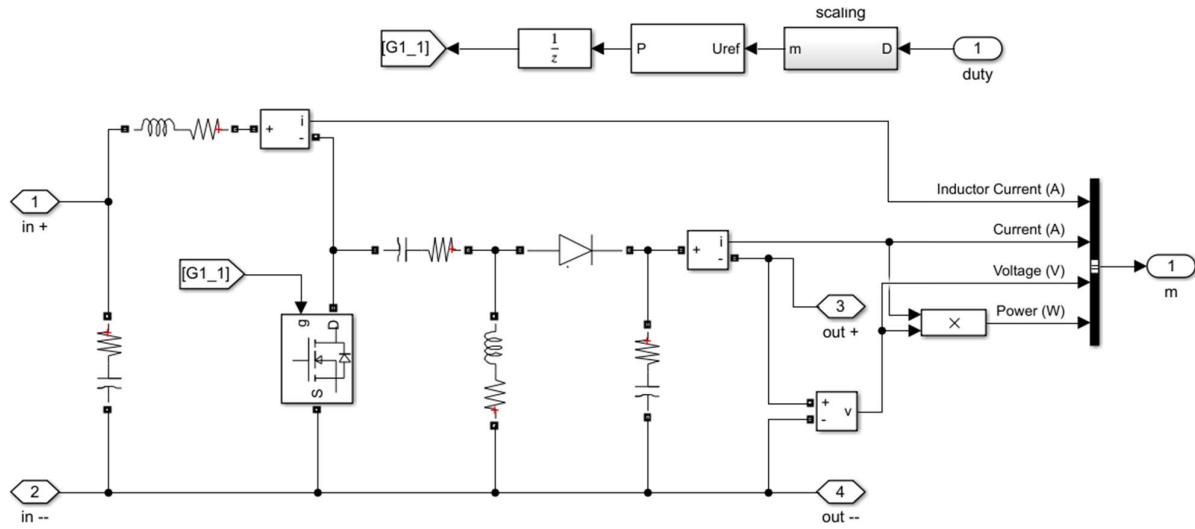 scaling
[G1_1]
1
z
P
Uref
m
D
1
duty
+
i
-
Inductor Current (A)
1
in +
+
i
-
Current (A)
[G1_1]
Voltage (V)
1
m
3
out +
×
Power (W)
g
D
S
+
-
v
2
in --
4
out --